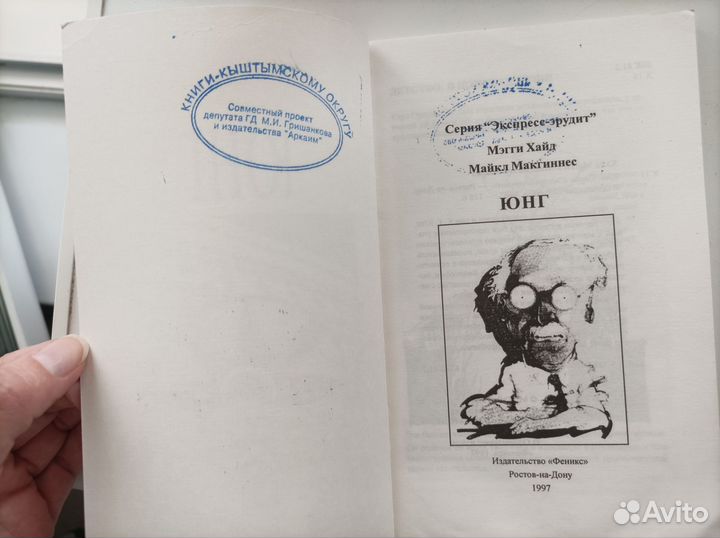 КНИГИ-КЫШТЫМСКОМУ ОКРУГУ
Совместный проект
депутата ГД М.И. Гришанкова
и издательства "Аркаим"
Серия "Экспресс-эрудит"
Мэгги Хайд
Майкл Макгиннес
ЮНГ
Издательство «Феникс»
Ростов-на-Дону
1997
Avito